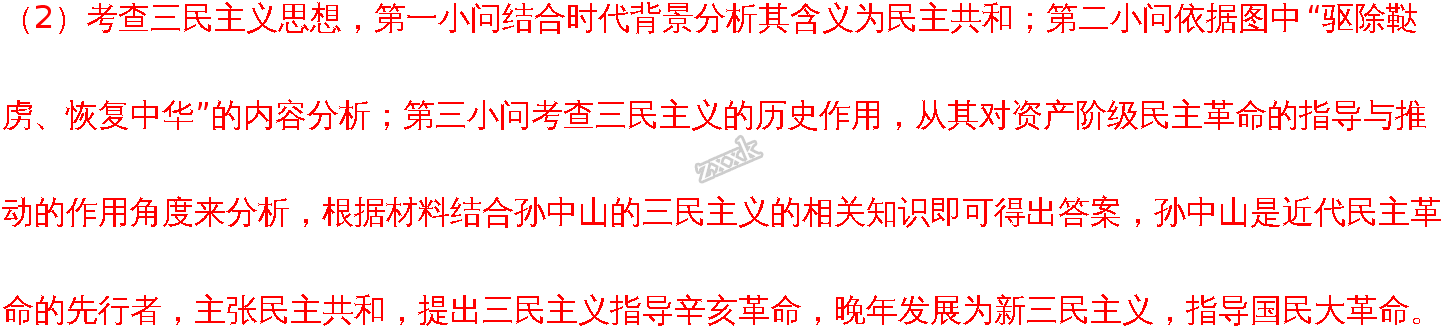 （2）考查三民主义思想，第一小问结合时代背景分析其含义为民主共和；第二小问依据图中“驱除鞑
虏、恢复中华”的内容分析；第三小问考查三民主义的历史作用，从其对资产阶级民主革命的指导与推
zxxk
动的作用角度来分析，根据材料结合孙中山的三民主义的相关知识即可得出答案，孙中山是近代民主革
命的先行者，主张民主共和，提出三民主义指导辛亥革命，晚年发展为新三民主义，指导国民大革命。